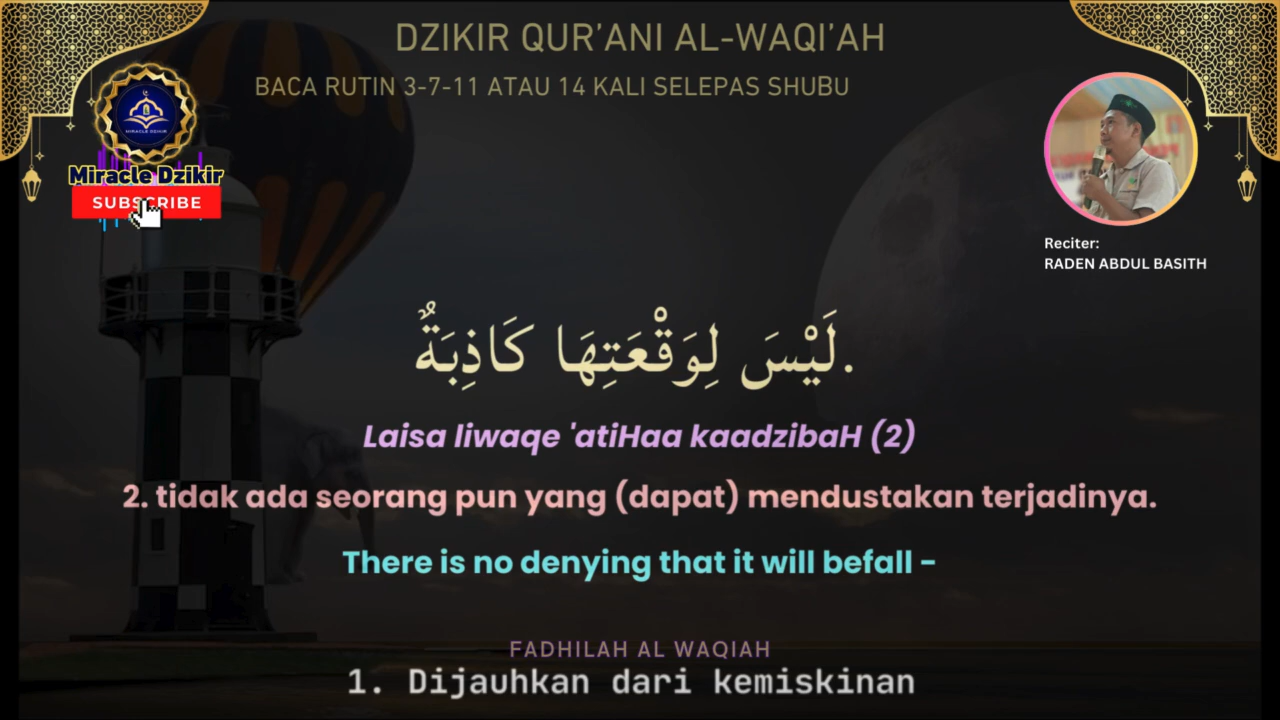 DZIKIR QUR’ANI AL-WAQI’AH
BACA RUTIN 3-7-11 ATAU 14 KALI SELEPAS SHUBU
MIRACLE DZIKIR
Miracle Dzikir
SUBSCRIBE
Reciter:
RADEN ABDUL BASITH
لَيْسَ لِوَقْعَتِهَا كَاذِبَةٌ.
Laisa liwaqe 'atiHaa kaadzibaH (2)
2. tidak ada seorang pun yang (dapat) mendustakan terjadinya.
There is no denying that it will befall -
FADHILAH AL WAQIAH
1. Dijauhkan dari kemiskinan